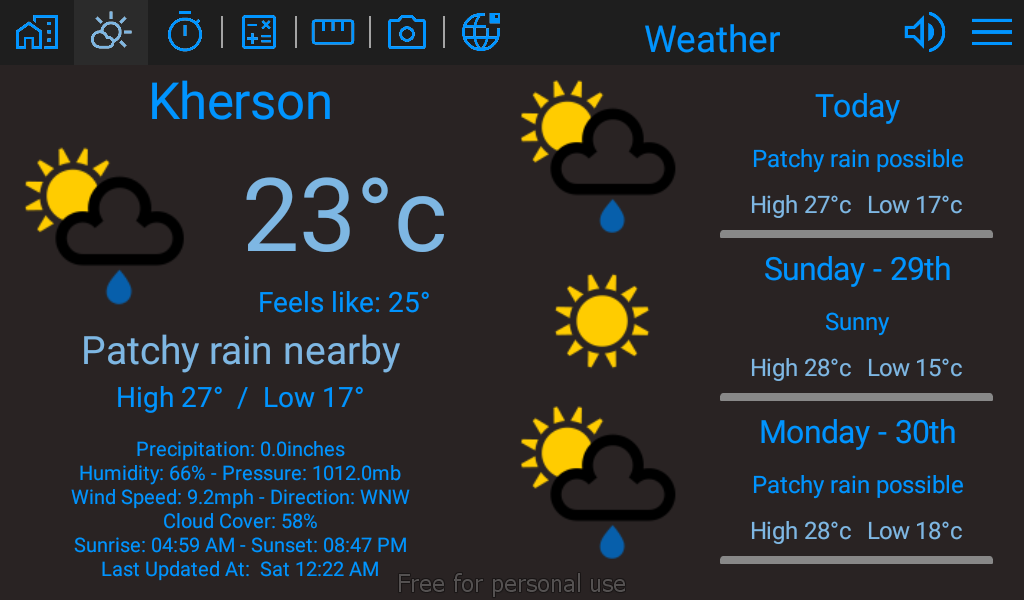 Weather
Kherson
23°c
Feels like: 25°
Patchy rain nearby
High 27° / Low 17°
Precipitation: 0.0inches
Humidity: 66% - Pressure: 1012.0mb
Wind Speed: 9.2mph - Direction: WNW
Cloud Cover: 58%
Sunrise: 04:59 AM - Sunset: 08:47 PM
Last Updated At: Sat 12:22 AM
Today
Patchy rain possible
High 27°c Low 17°c
Sunday - 29th
Sunny
High 28°c Low 15°c
Monday - 30th
Patchy rain possible
High 28°c Low 18°c
Free for personal use